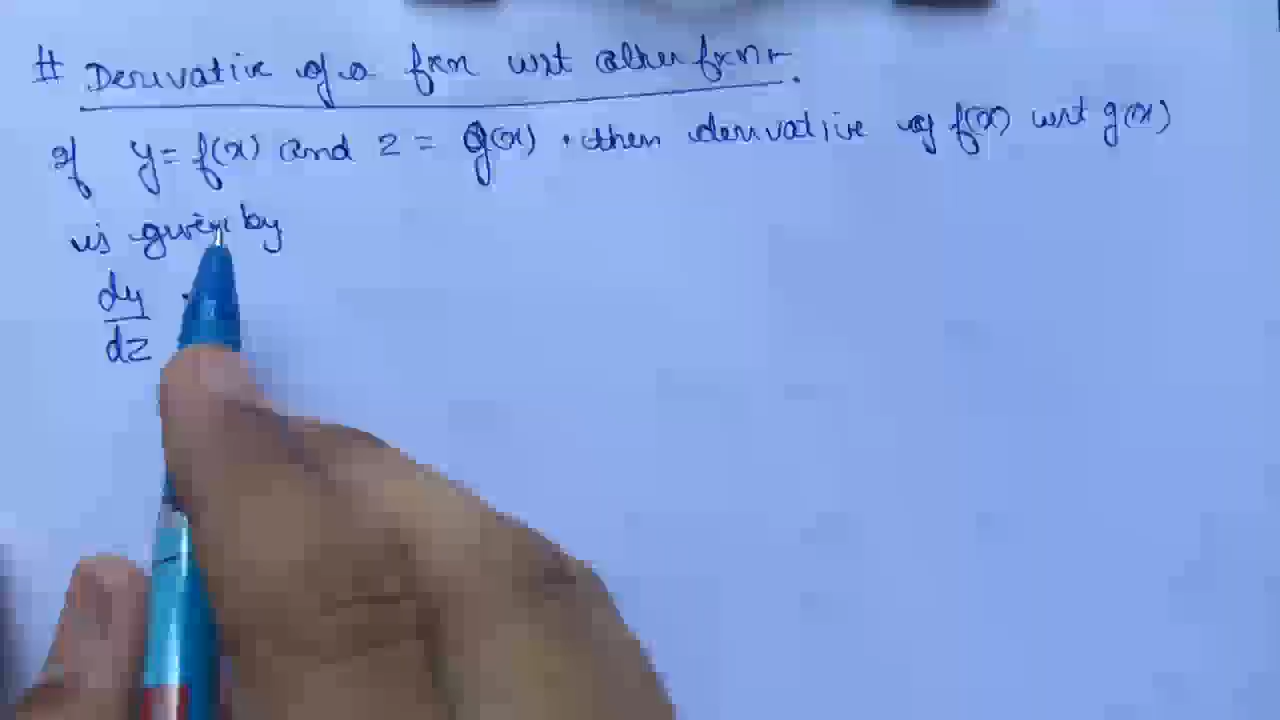 # Derivative of a fxn wrt other fxn.
If y = f(x) and z = g(x) . then derivative of f(x) wrt g(x)
is given by
dy
dz